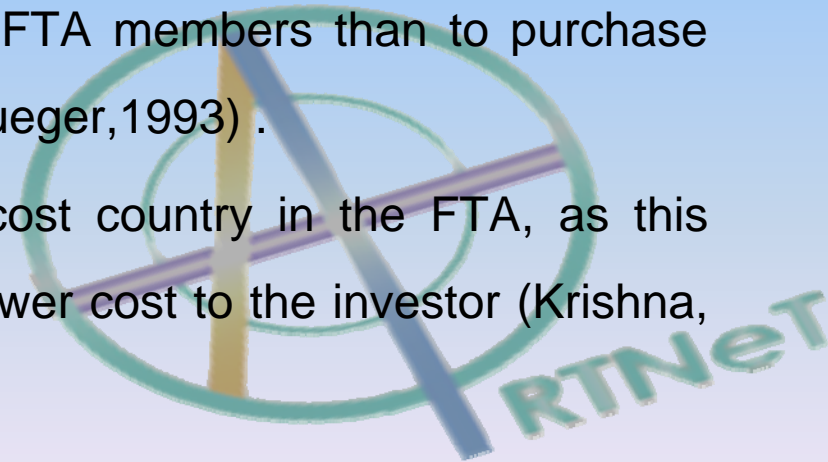 FTA members than to purchase
ueger,1993) .
cost country in the FTA, as this
wer cost to the investor (Krishna,
RTNeT